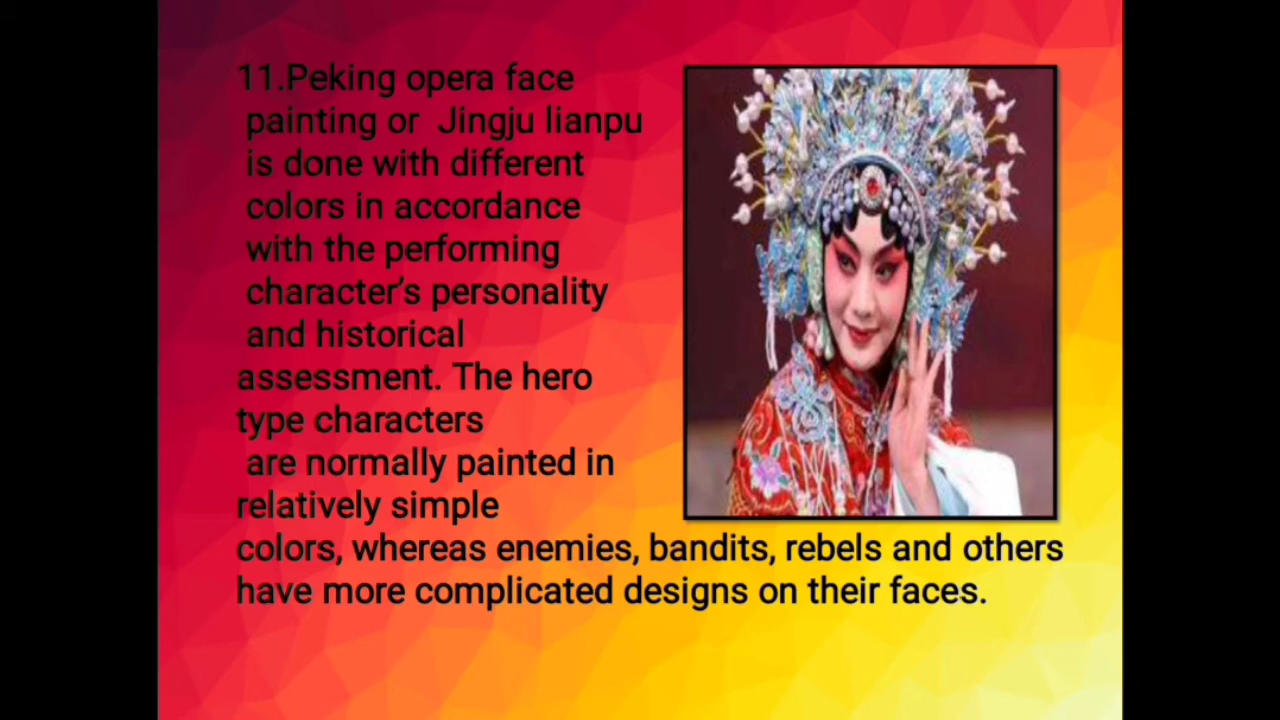 11.Peking opera face
painting or  Jingju lianpu
is done with different
colors in accordance
with the performing
character's personality
and historical
assessment. The hero
type characters
are normally painted in
relatively simple
colors, whereas enemies, bandits, rebels and others
have more complicated designs on their faces.